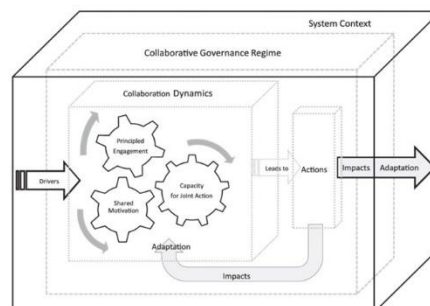 System Context
Collaborative Governance Regime
Collaboration Dynamics
Principled
Engagement
Drivers
Shared
Motivation
Capacity
for Joint Action
Leads to
Actions
Impacts
Adaptation
Adaptation
Impacts